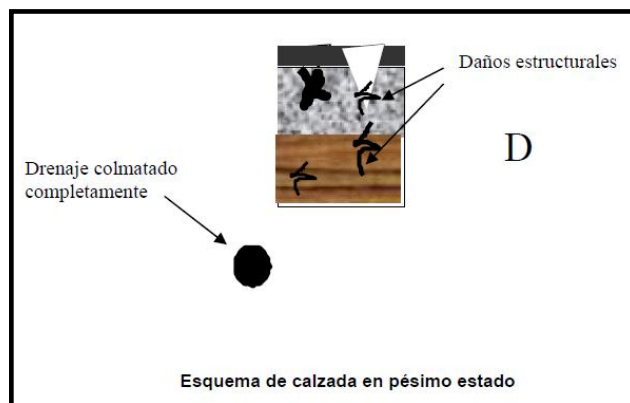 Daños estructurales
D
Drenaje colmatado
completamente
Esquema de calzada en pésimo estado